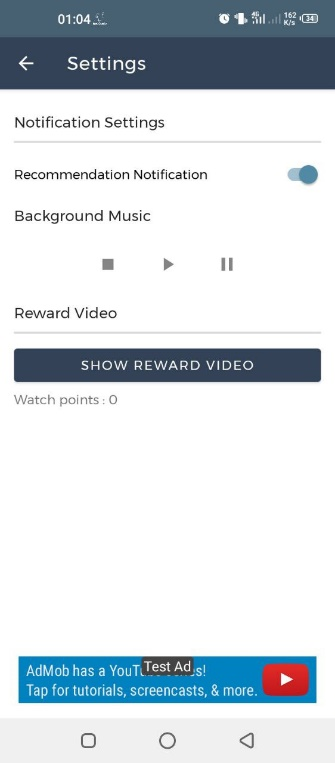 01:04
4G
162
K/s
34
Settings
Notification Settings
Recommendation Notification
Background Music
Reward Video
SHOW REWARD VIDEO
Watch points : 0
Test Ad
AdMob has a YouT s!
Tap for tutorials, screencasts, & more.